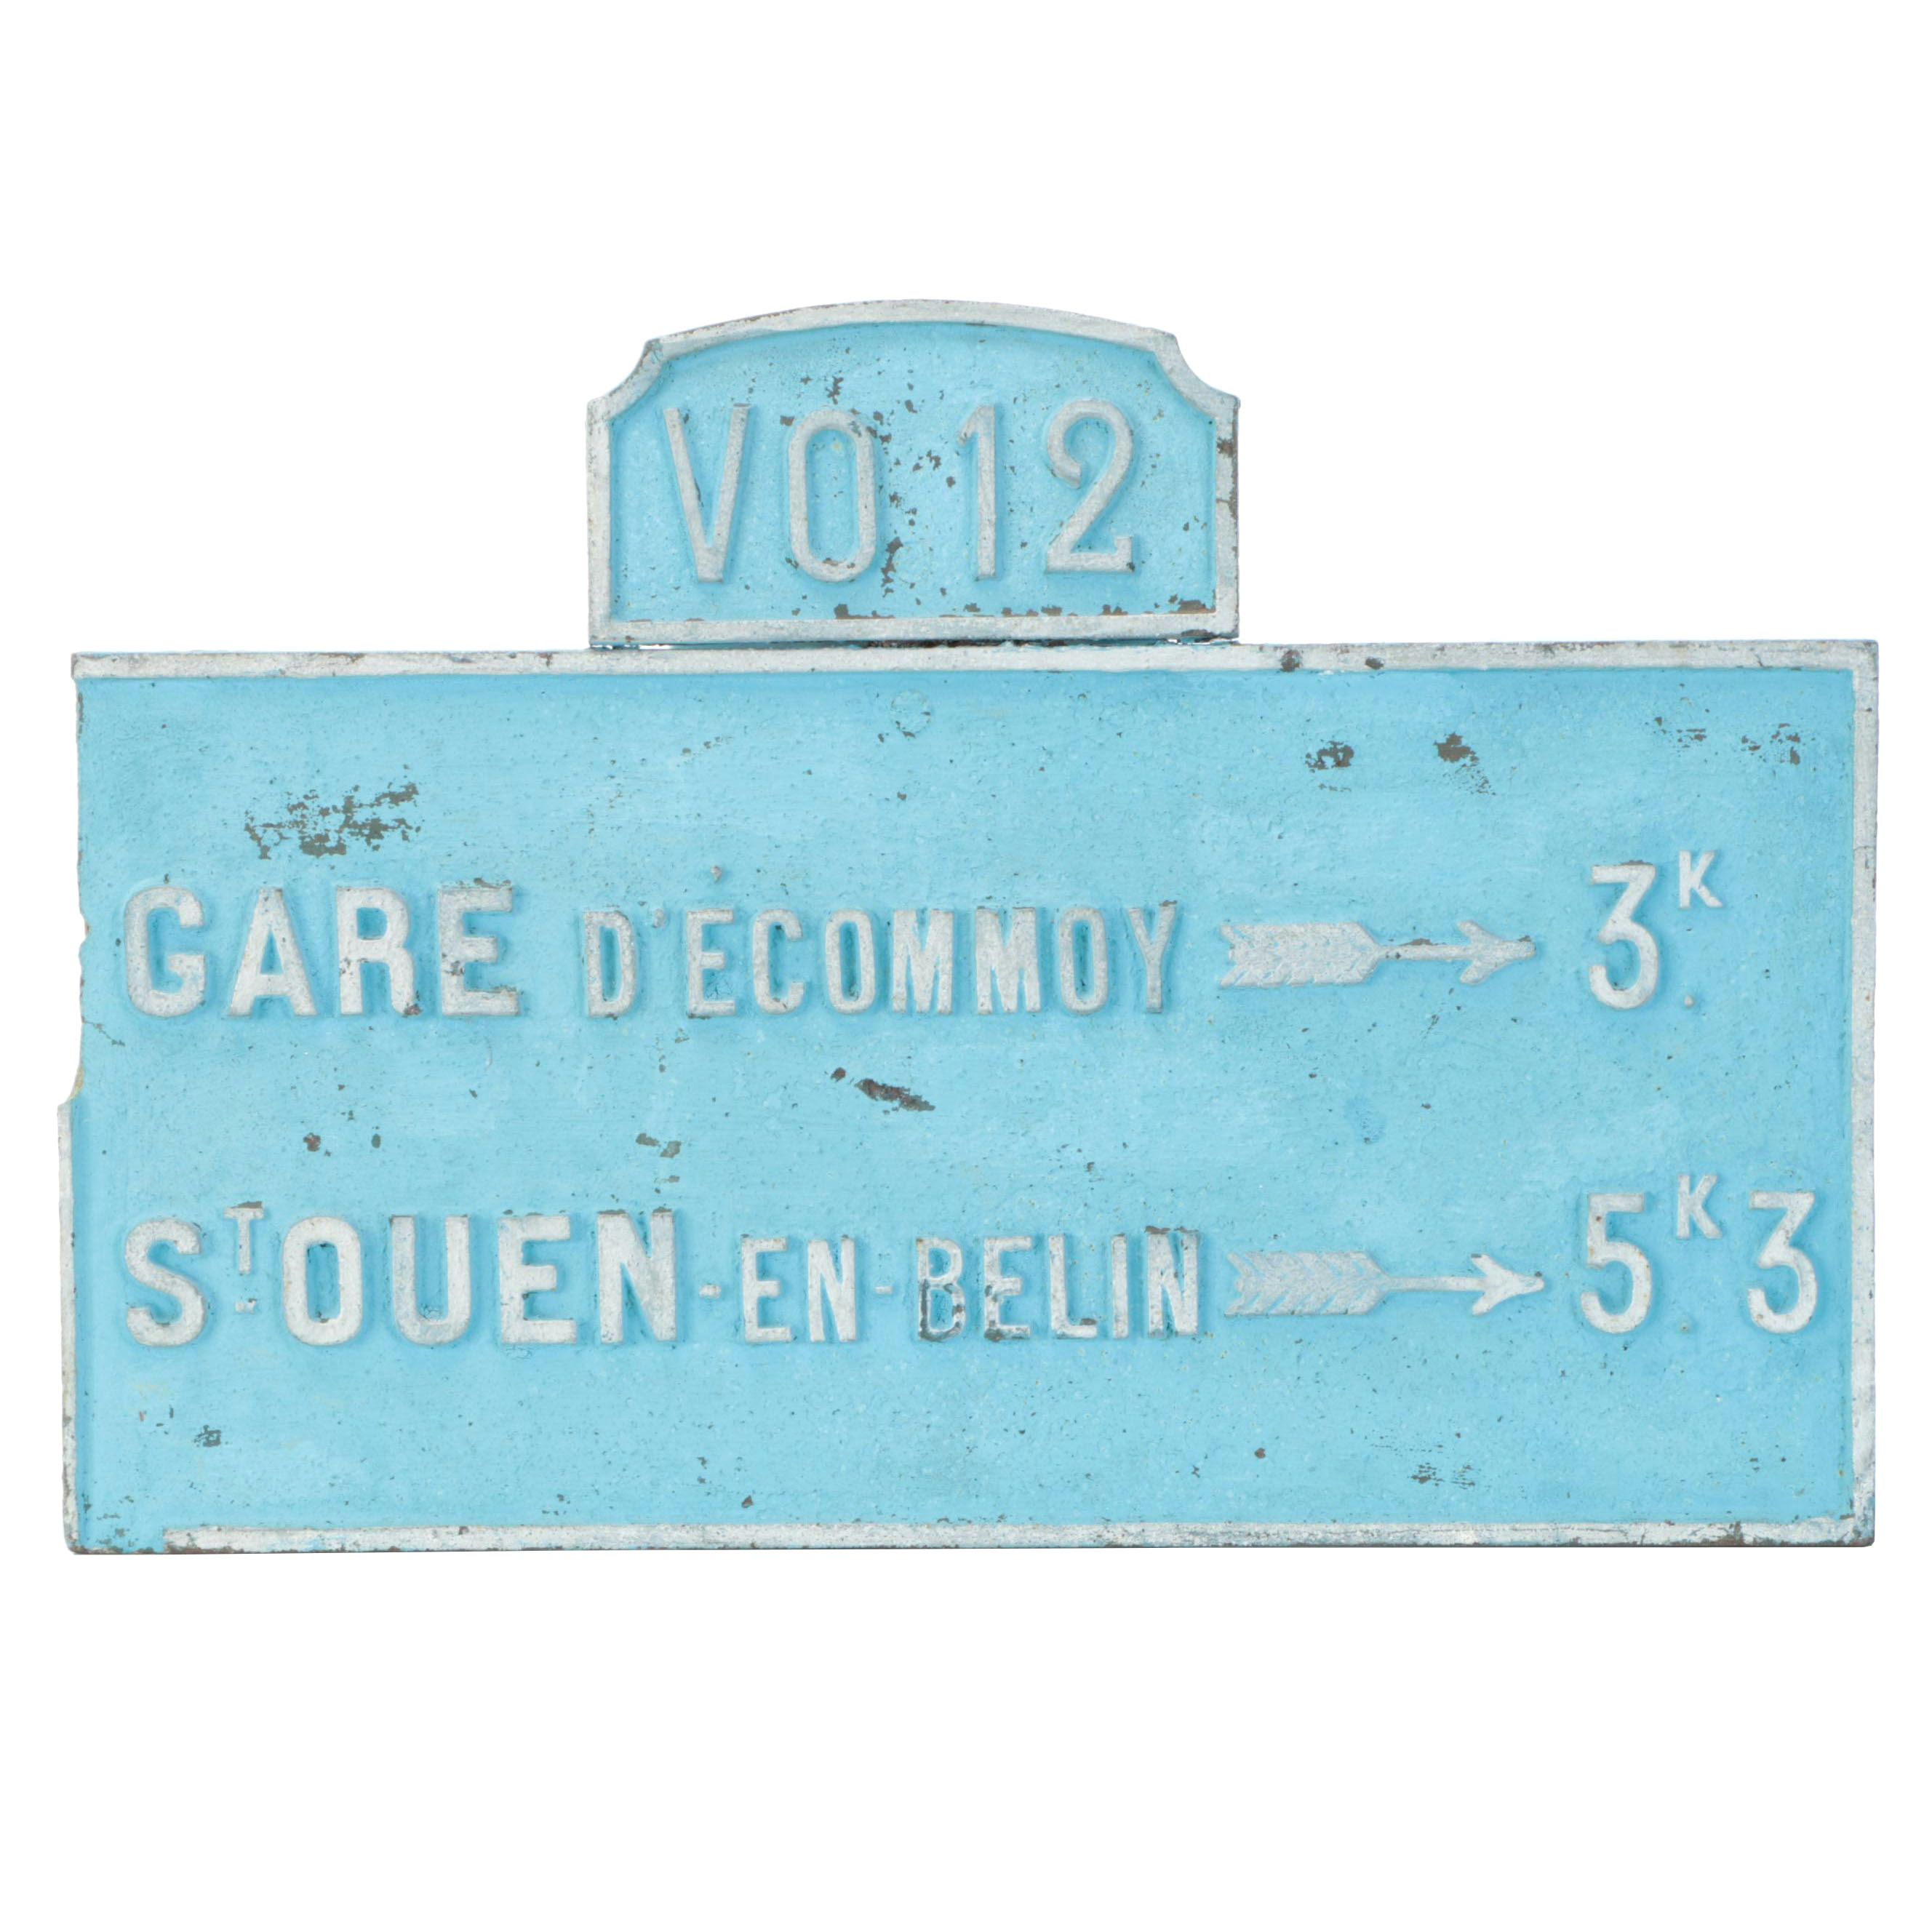 VO 12
GARE D'ÉCOMMOY → 3K
ST OUEN-EN-BELIN → 5K3